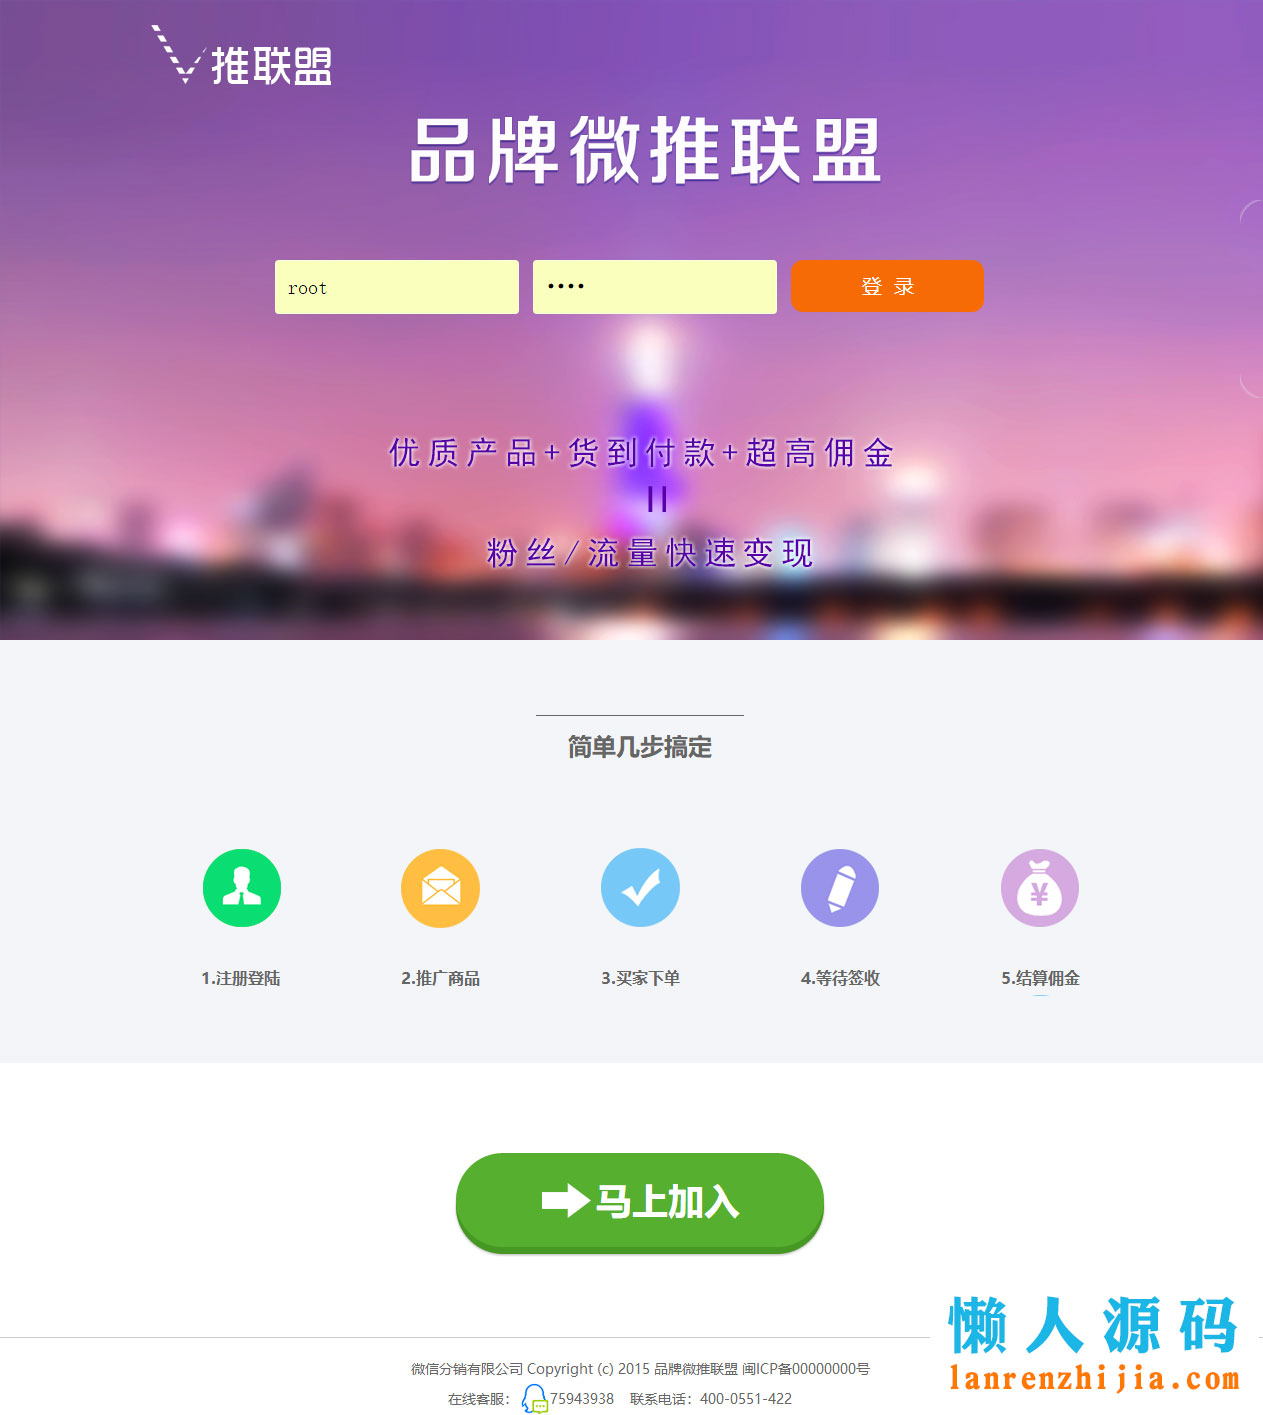 推联盟
品牌微推联盟
root
登 录
优质产品+货到付款+超高佣金
=
粉丝/流量快速变现
简单几步搞定
¥
1.注册登陆
2.推广商品
3.买家下单
4.等待签收
5.结算佣金
马上加入
懒人源码
lanrenzhijia.com
微信分销有限公司 Copyright (c) 2015 品牌微推联盟 闽ICP备00000000号
在线客服： 75943938 联系电话：400-0551-422